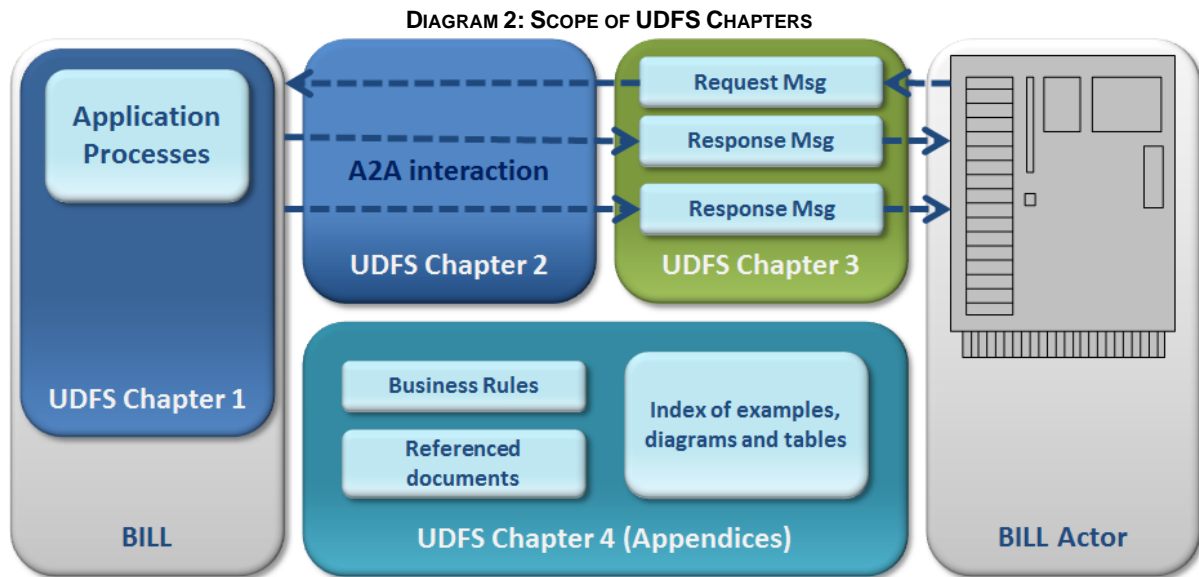 DIAGRAM 2: SCOPE OF UDFS CHAPTERS
Application
Processes
UDFS Chapter 1
BILL
A2A interaction
UDFS Chapter 2
Request Msg
Response Msg
Response Msg
UDFS Chapter 3
Business Rules
Referenced
documents
Index of examples,
diagrams and tables
UDFS Chapter 4 (Appendices)
BILL Actor